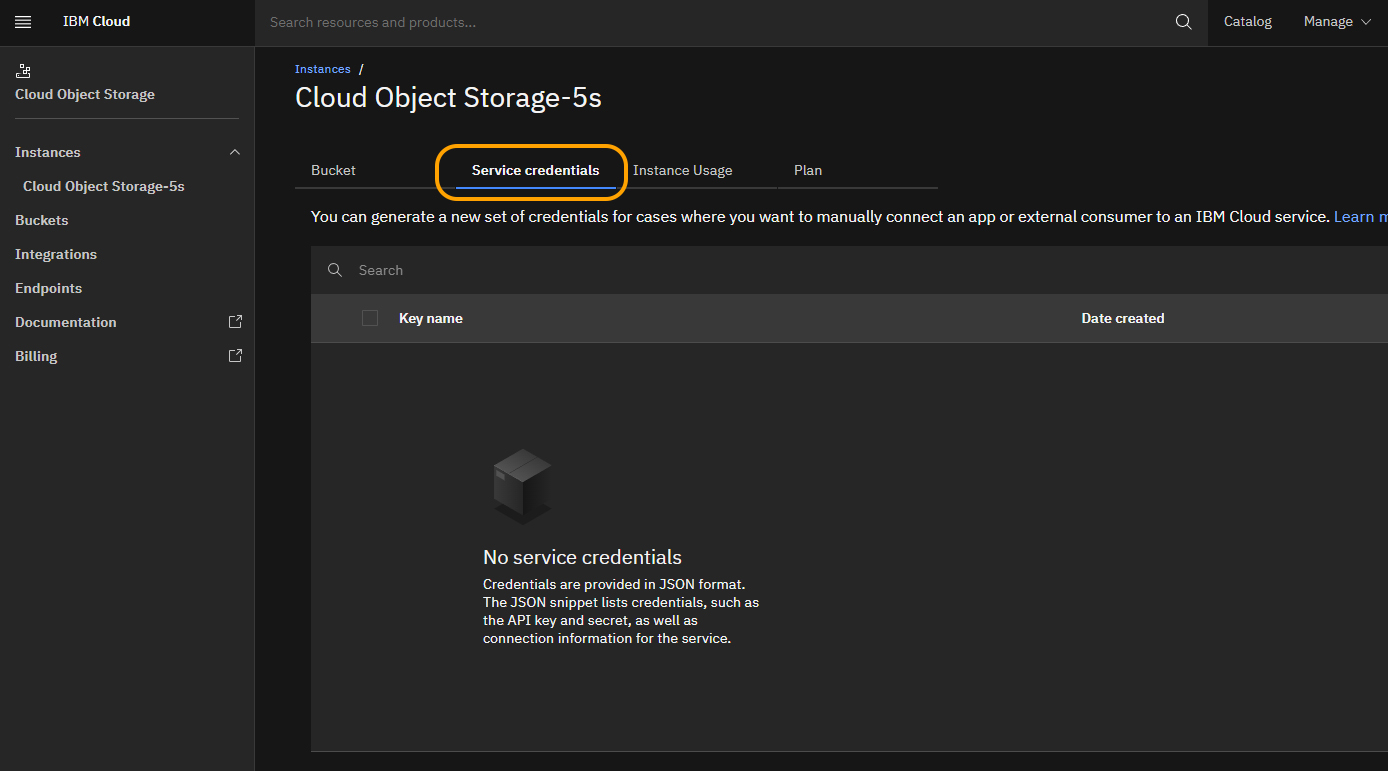 IBM Cloud
Search resources and products...
Catalog
Manage
Cloud Object Storage
Instances
Cloud Object Storage-5s
Buckets
Integrations
Endpoints
Documentation
Billing
Instances /
Cloud Object Storage-5s
Bucket
Service credentials
Instance Usage
Plan
You can generate a new set of credentials for cases where you want to manually connect an app or external consumer to an IBM Cloud service. Learn
Search
Key name
Date created
No service credentials
Credentials are provided in JSON format.
The JSON snippet lists credentials, such as
the API key and secret, as well as
connection information for the service.